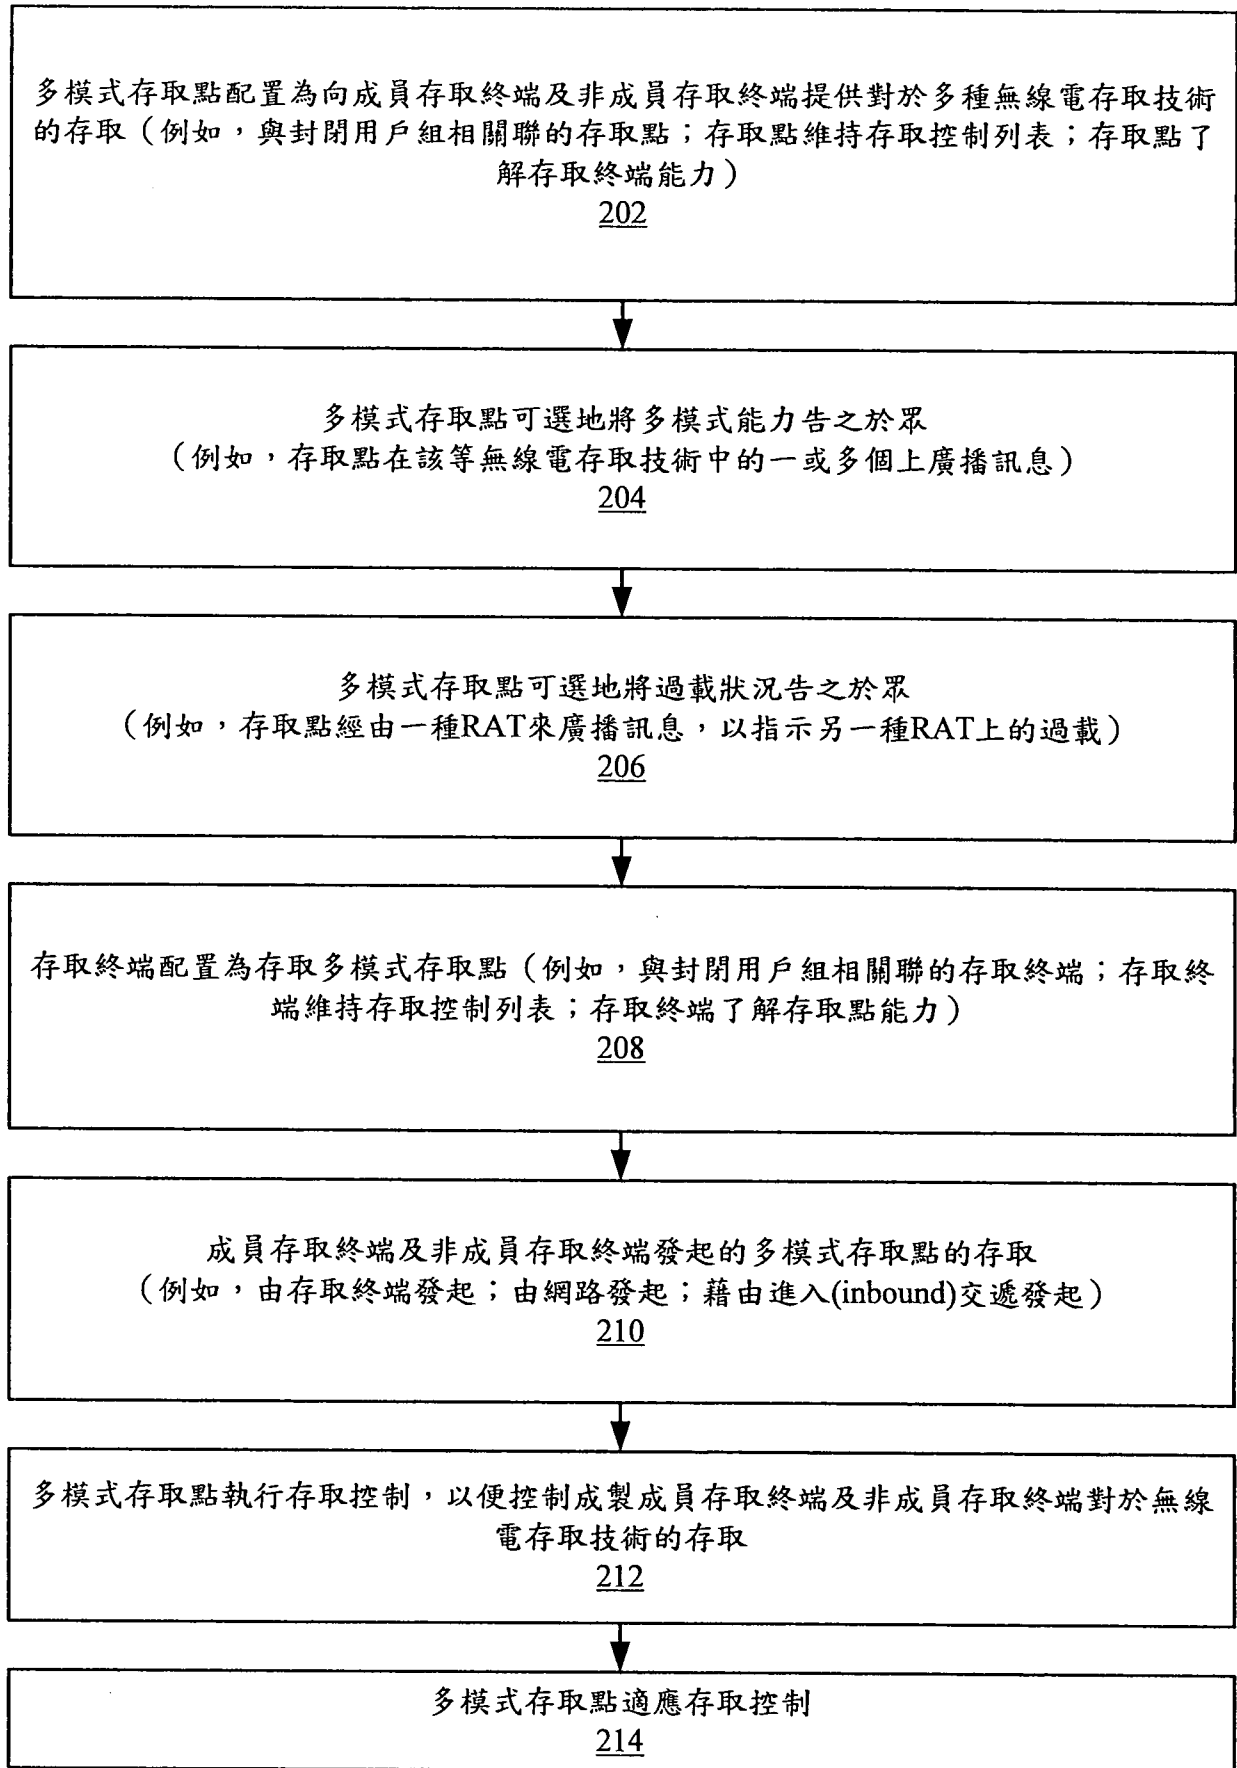 多模式存取點配置為向成員存取終端及非成員存取終端提供對於多種無線電存取技術
的存取(例如,與封閉用戶組相關聯的存取點;存取點維持存取控制列表;存取點了
解存取終端能力)
202
多模式存取點可選地將多模式能力告之於眾
(例如,存取點在該等無線電存取技術中的一或多個上廣播訊息)
204
多模式存取點可選地將過載狀況告之於眾
(例如,存取點經由一種RAT來廣播訊息,以指示另一種RAT上的過載)
206
存取終端配置為存取多模式存取點(例如,與封閉用戶組相關聯的存取終端;存取終
端維持存取控制列表;存取終端了解存取點能力)
208
成員存取終端及非成員存取終端發起的多模式存取點的存取
(例如,由存取終端發起;由網路發起;藉由進入(inbound)交遞發起)
210
多模式存取點執行存取控制,以便控制成製成員存取終端及非成員存取終端對於無線
電存取技術的存取
212
多模式存取點適應存取控制
214